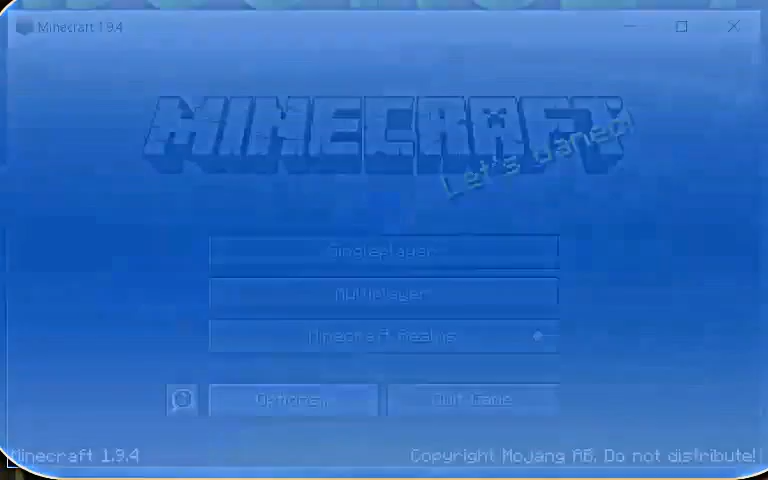 Minecraft 1.9.4
MINECRAFT
Let's danec!
Singleplayer
Multiplayer
Minecraft Realms
Options...
Quit Game
Minecraft 1.9.4
Copyright Mojang AB. Do not distribute!